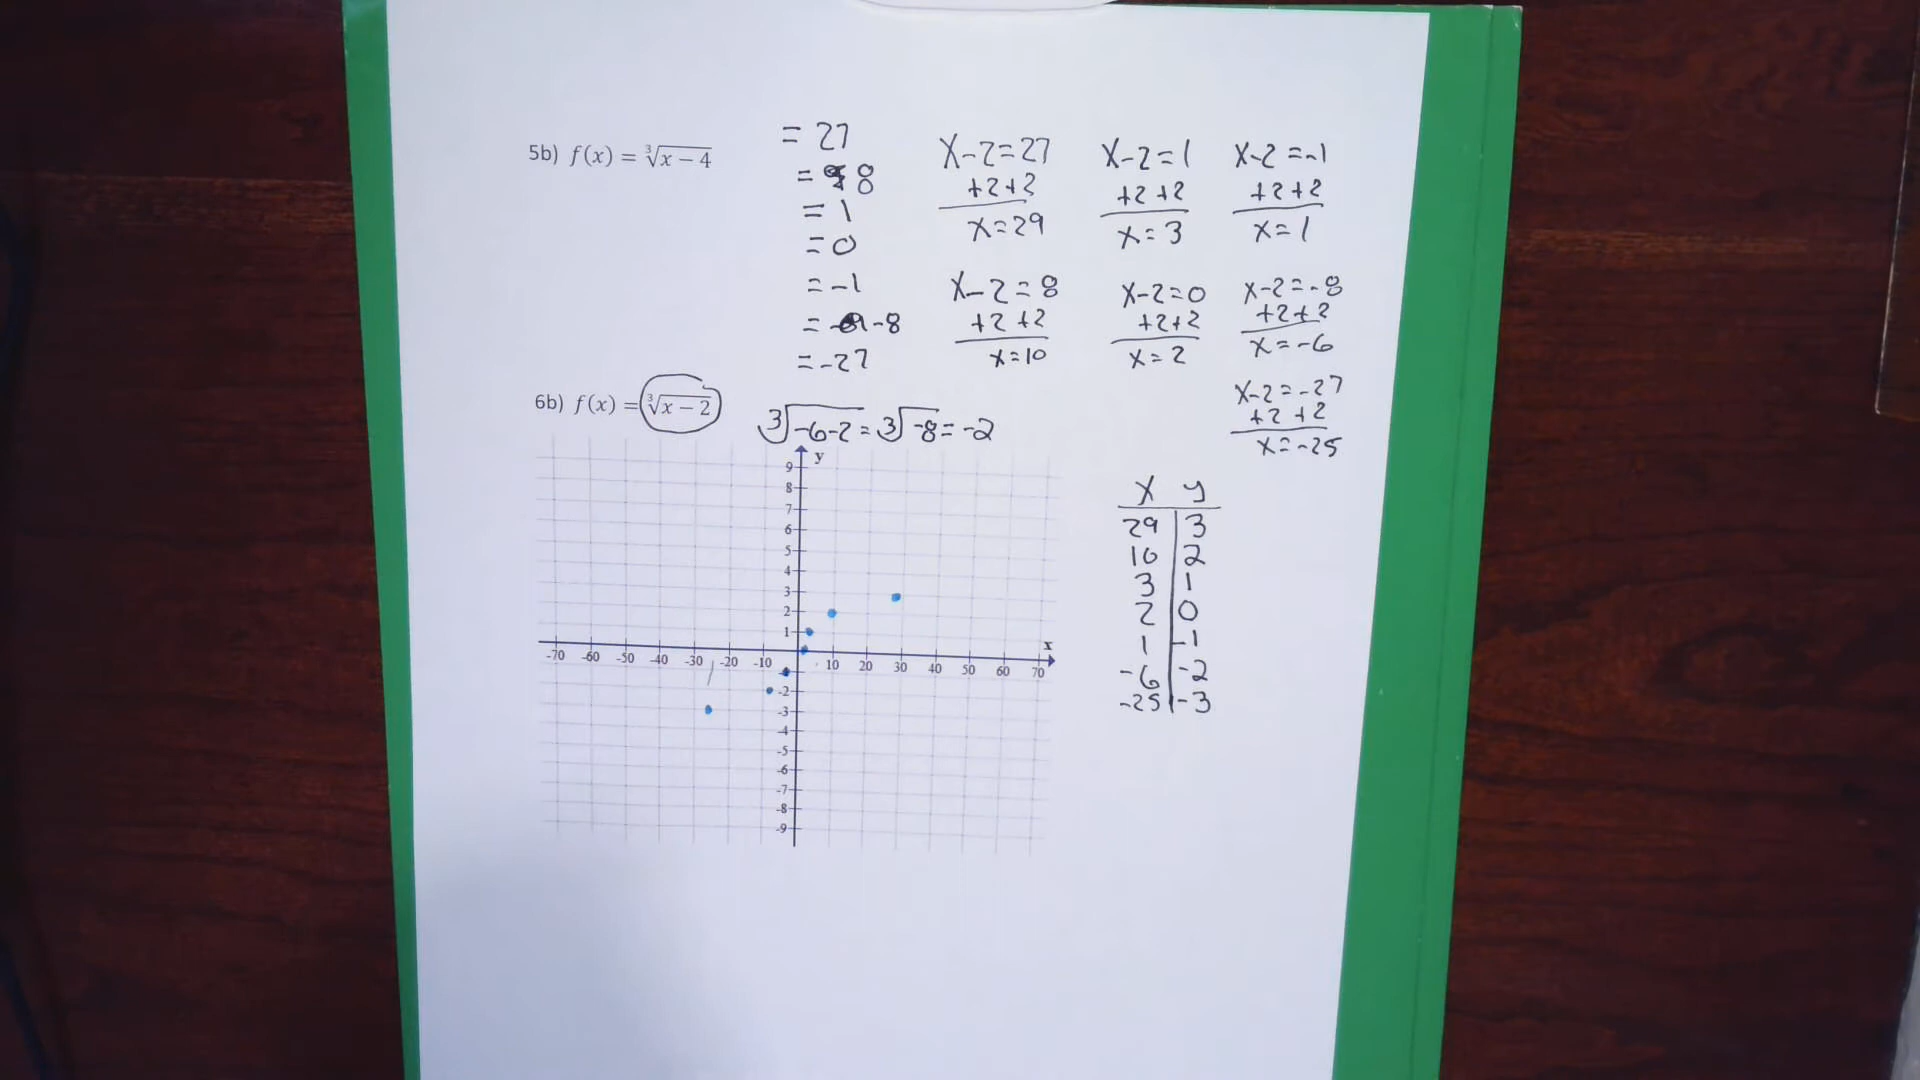 5b) f(x) = ∛(x − 4)
= 27
= 8
= 1
= 0
= -1
= -8
= -27
x-2=27
+2 +2
x=29
x-2=1
+2 +2
x=3
x-2=-1
+2 +2
x=1
x-2=8
+2 +2
x=10
x-2=0
+2+2
x=2
x-2=-8
+2+2
x=-6
x-2=-27
+2 +2
x=-25
6b) f(x) = ∛(x − 2)
∛(-6-2) = ∛(-8) = -2
y
9
8
7
6
5
4
3
2
1
x
-70 -60 -50 -40 -30 -20 -10 10 20 30 40 50 60 70
-2
-3
-4
-5
-6
-7
-8
-9
x y
29 3
10 2
3 1
2 0
1 -1
-6 -2
-25 -3